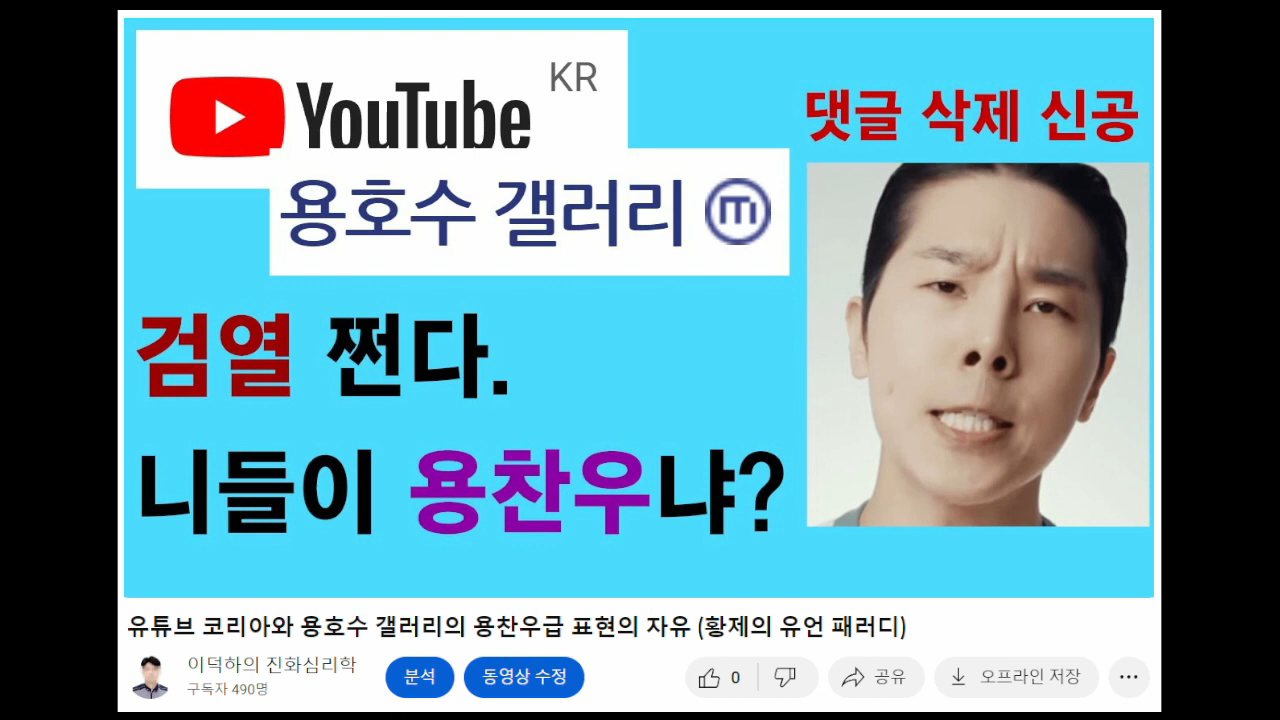 YouTube KR
댓글 삭제 신공
용호수 갤러리 m
검열 쩐다.
니들이 용찬우냐?
유튜브 코리아와 용호수 갤러리의 용찬우급 표현의 자유 (황제의 유언 패러디)
이덕하의 진화심리학
구독자 490명
분석 동영상 수정 0 공유 오프라인 저장 ...